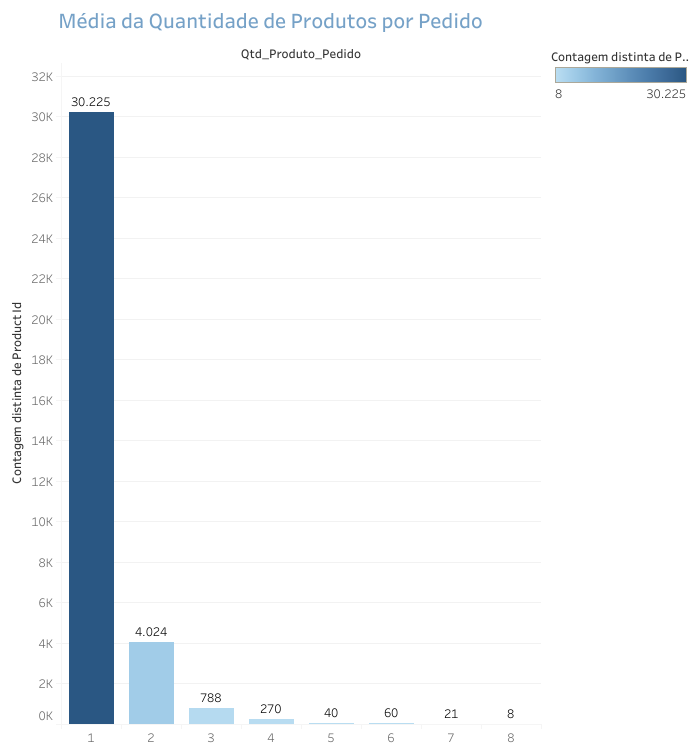 Média da Quantidade de Produtos por Pedido
Qtd_Produto_Pedido
Contagem distinta de P..
8 30.225
Contagem distinta de Product Id
32K
30K
28K
26K
24K
22K
20K
18K
16K
14K
12K
10K
8K
6K
4K
2K
0K
30.225
4.024
788
270
40
60
21
8
1 2 3 4 5 6 7 8